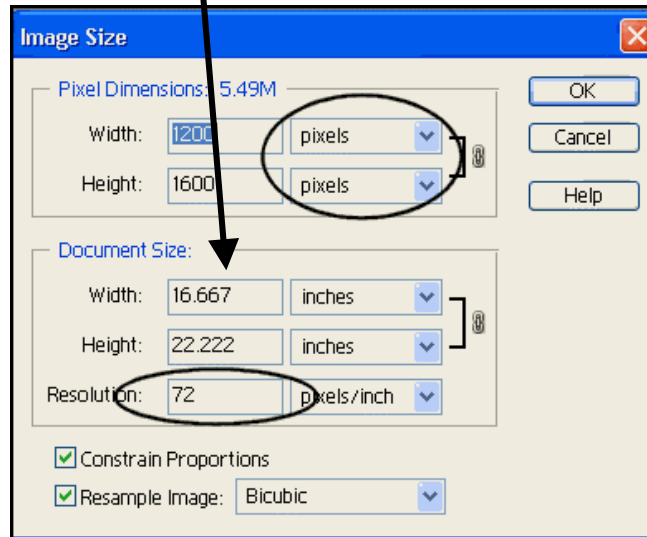 Image Size
Pixel Dimensions: 5.49M
OK
Width: 1200 pixels
Cancel
Height: 1600 pixels
Help
Document Size:
Width: 16.667 inches
Height: 22.222 inches
Resolution: 72 pixels/inch
Constrain Proportions
Resample Image: Bicubic